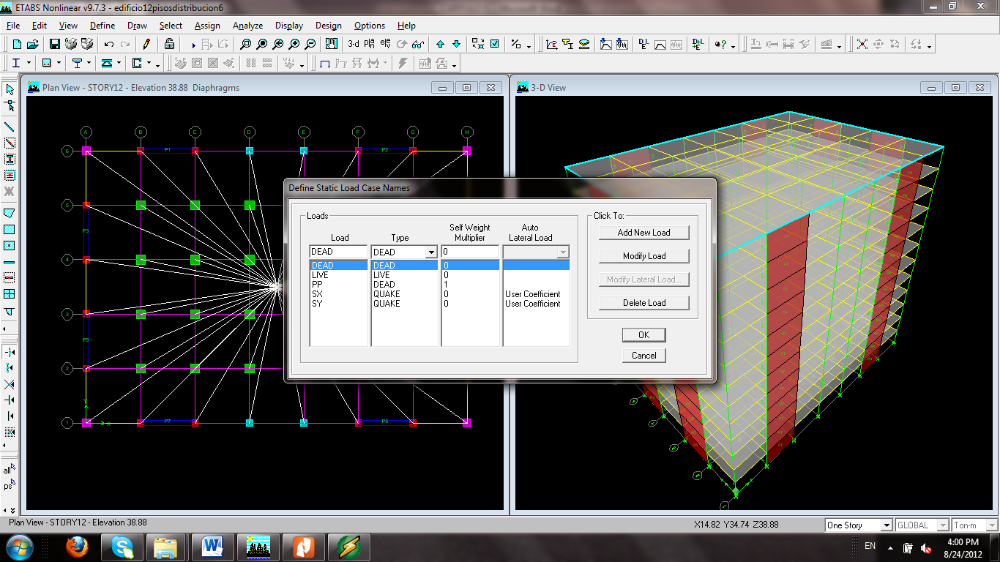 ETABS Nonlinear v9.7.3 - edificio12pisosdistribucion6
File Edit View Define Draw Select Assign Analyze Display Design Options Help
3-d
Plan View - STORY12 - Elevation 38.88 Diaphragms
3-D View
A B C D E F G H
6
P1 P2
5
P3
4
3
P5
2
Y
1
P7 P8
X
Define Static Load Case Names
Loads
Load Type Self Weight Multiplier Auto Lateral Load
DEAD DEAD 0
DEAD DEAD 0
LIVE LIVE 0
PP DEAD 1
SX QUAKE 0 User Coefficient
SY QUAKE 0 User Coefficient
Click To:
Add New Load
Modify Load
Modify Lateral Load...
Delete Load
OK
Cancel
all
ps
Plan View - STORY12 - Elevation 38.88
X14.82 Y34.74 Z38.88
One Story
GLOBAL
Ton-m
EN
4:00 PM
8/24/2012